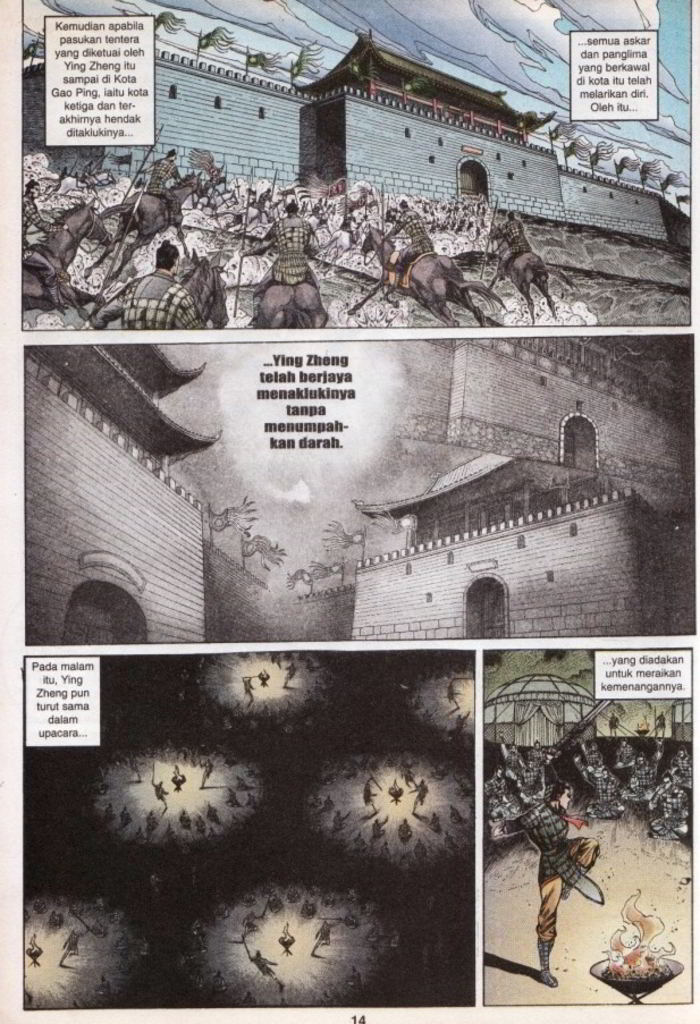 Kemudian apabila
pasukan tentera
yang diketuai oleh
Ying Zheng itu
sampai di Kota
Gao Ping, iaitu kota
ketiga dan ter-
akhirnya hendak
ditaklukinya...
...semua askar
dan panglima
yang berkawal
di kota itu telah
melarikan diri.
Oleh itu...
...Ying Zheng
telah berjaya
menaklukinya
tanpa
menumpah-
kan darah.
Pada malam
itu, Ying
Zheng pun
turut sama
dalam
upacara...
...yang diadakan
untuk meraikan
kemenangannya.
14